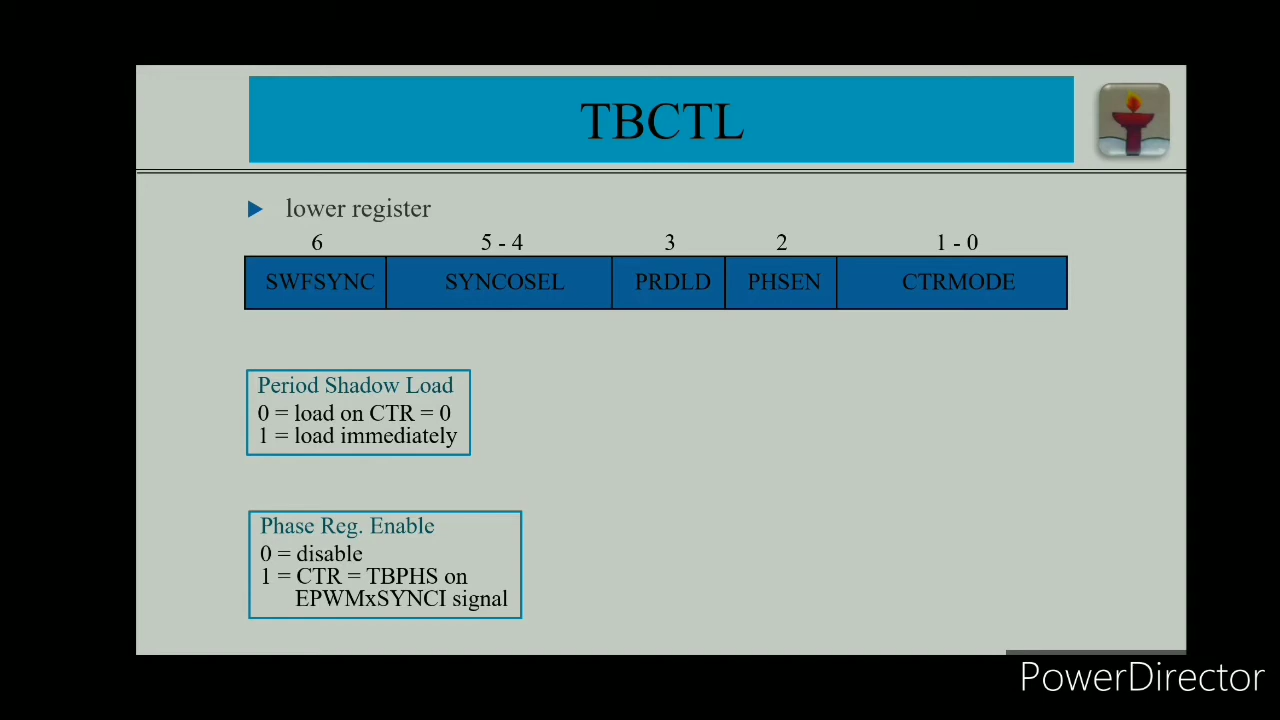 TBCTL
lower register
6 5 - 4 3 2 1 - 0
SWFSYNC SYNCOSEL PRDLD PHSEN CTRMODE
Period Shadow Load
0 = load on CTR = 0
1 = load immediately
Phase Reg. Enable
0 = disable
1 = CTR = TBPHS on
EPWMxSYNCI signal
PowerDirector